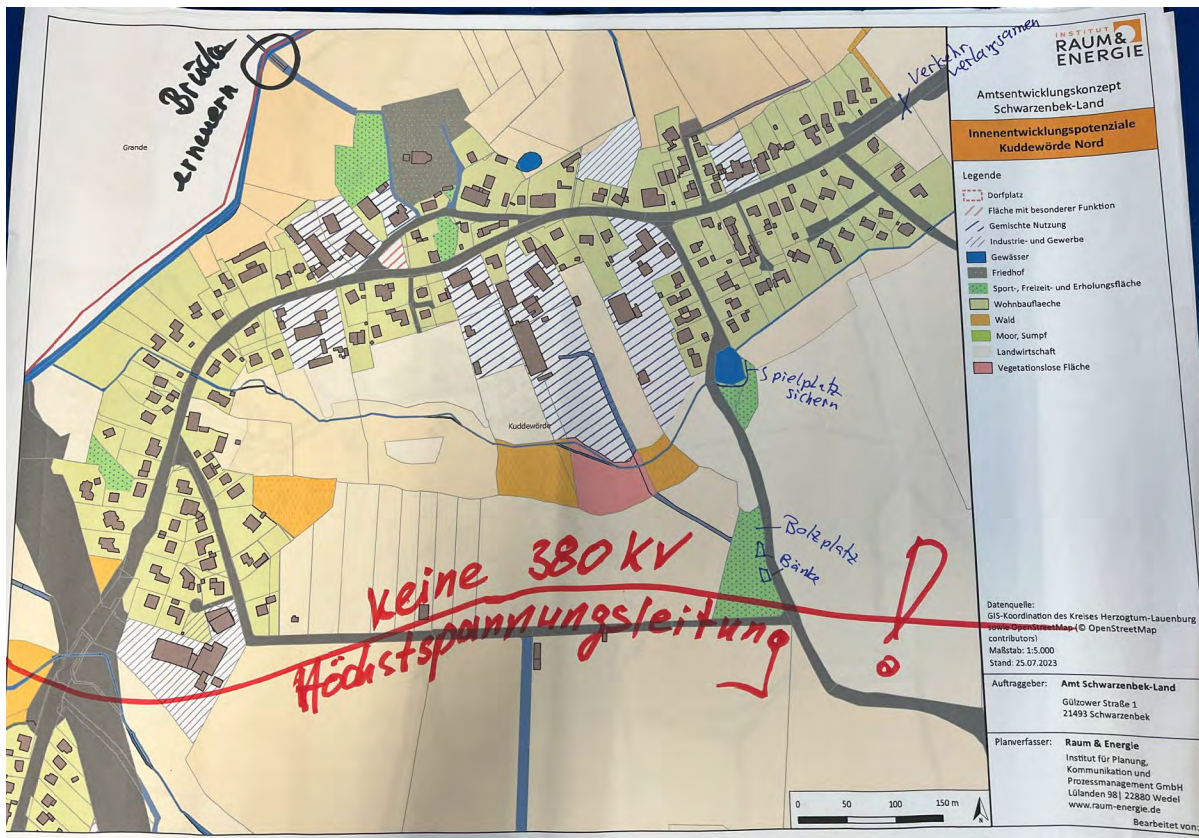 Brücke
erneuern
Grande
Verkehr
verlangsamen
Kuddewörde
Spielplatz
sichern
Bolzplatz
Bänke
keine 380 kV
Höchstspannungsleitung !
INSTITUT
RAUM &
ENERGIE
Amtsentwicklungskonzept
Schwarzenbek-Land
Innenentwicklungspotenziale
Kuddewörde Nord
Legende
Dorfplatz
Fläche mit besonderer Funktion
Gemischte Nutzung
Industrie- und Gewerbe
Gewässer
Friedhof
Sport-, Freizeit- und Erholungsfläche
Wohnbauflaeche
Wald
Moor, Sumpf
Landwirtschaft
Vegetationslose Fläche
Datenquelle:
GIS-Koordination des Kreises Herzogtum-Lauenburg
sowie OpenStreetMap (© OpenStreetMap
contributors)
Maßstab: 1:5.000
Stand: 25.07.2023
Auftraggeber: Amt Schwarzenbek-Land
Gülzower Straße 1
21493 Schwarzenbek
Planverfasser: Raum & Energie
Institut für Planung,
Kommunikation und
Prozessmanagement GmbH
Lülanden 98| 22880 Wedel
www.raum-energie.de
Bearbeitet von:
0 50 100 150 m
N